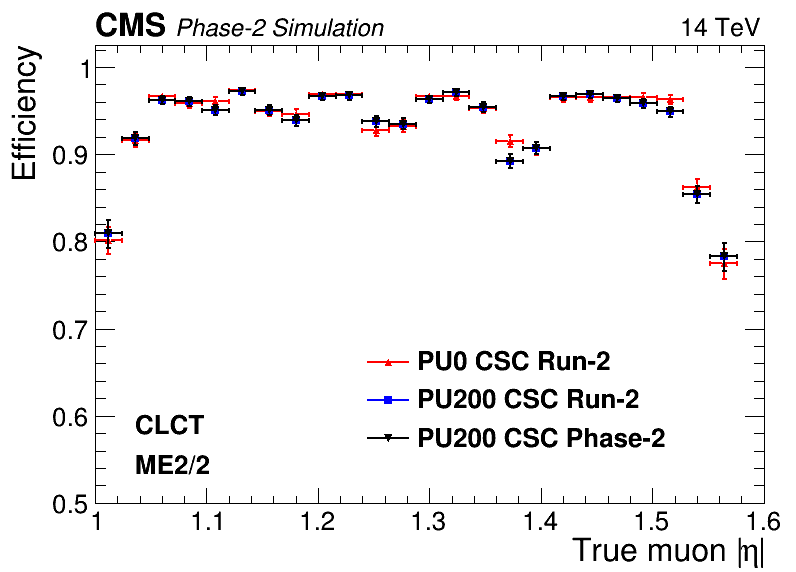 CMS Phase-2 Simulation 14 TeV
Efficiency
1
0.9
0.8
0.7
0.6
0.5
PU0 CSC Run-2
PU200 CSC Run-2
PU200 CSC Phase-2
CLCT
ME2/2
1 1.1 1.2 1.3 1.4 1.5 1.6
True muon |η|